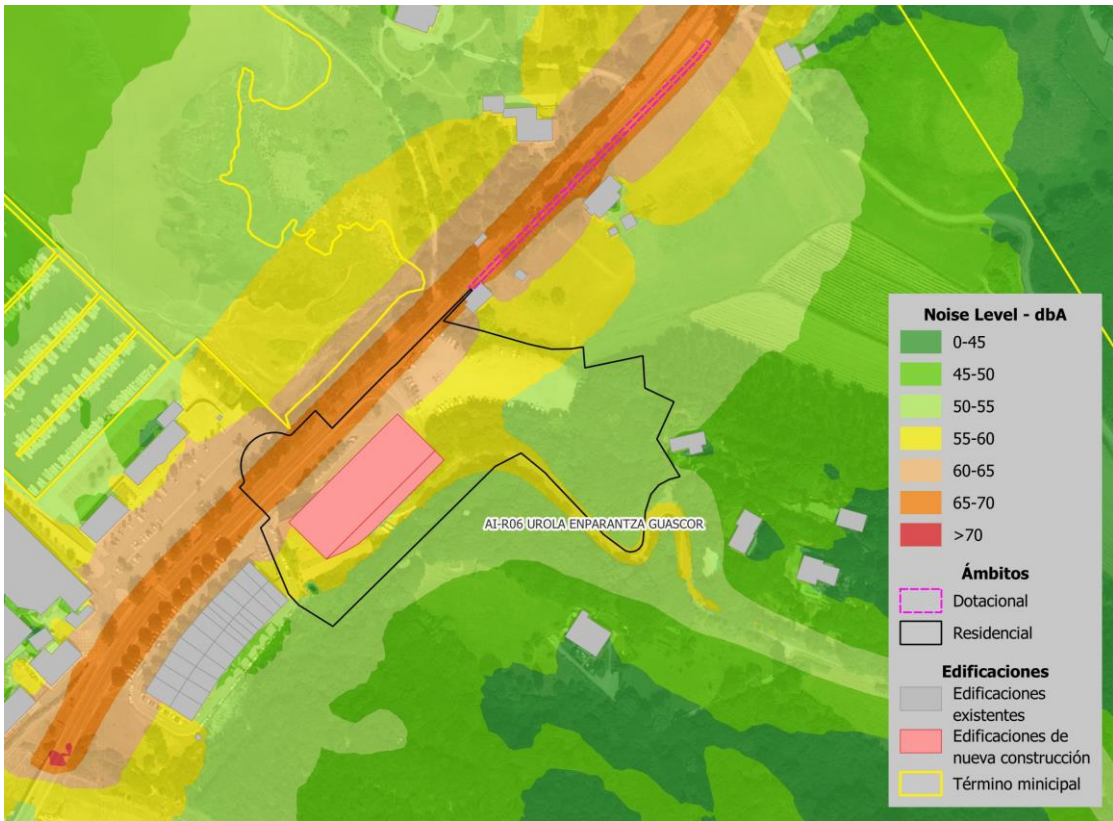 AI-R06 UROLA ENPARANTZA GUASCOR
Noise Level - dbA
0-45
45-50
50-55
55-60
60-65
65-70
>70
Ámbitos
Dotacional
Residencial
Edificaciones
Edificaciones
existentes
Edificaciones de
nueva construcción
Término minicipal